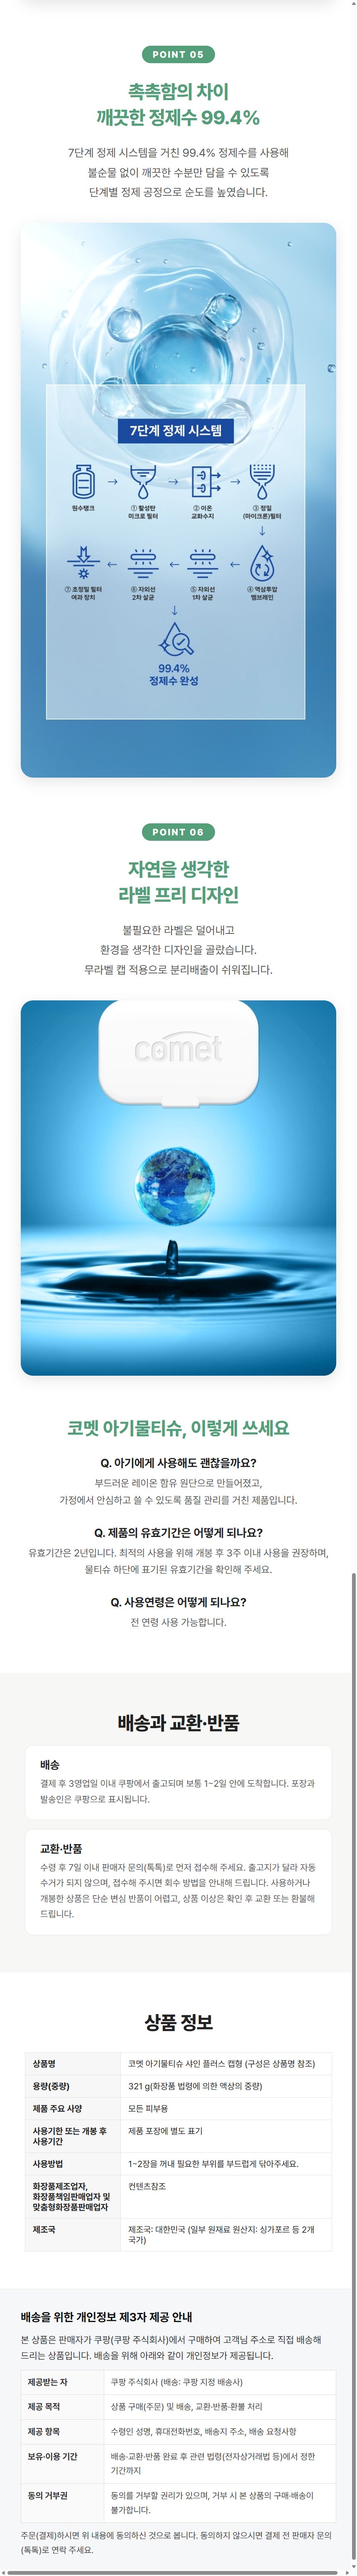 POINT 05
촉촉함의 차이
깨끗한 정제수 99.4%
7단계 정제 시스템을 거친 99.4% 정제수를 사용해
불순물 없이 깨끗한 수분만 담을 수 있도록
단계별 정제 공정으로 순도를 높였습니다.
7단계 정제 시스템
원수탱크
① 활성탄
마크로 필터
② 이온
교화수지
③ 정밀
(마이크론)필터
⑦ 초정밀 필터
여과 장치
⑥ 자외선
2차 살균
⑤ 자외선
1차 살균
④ 역삼투압
멤브레인
99.4%
정제수 완성
POINT 06
자연을 생각한
라벨 프리 디자인
불필요한 라벨은 덜어내고
환경을 생각한 디자인을 골랐습니다.
무라벨 캡 적용으로 분리배출이 쉬워집니다.
comet
코멧 아기물티슈, 이렇게 쓰세요
Q. 아기에게 사용해도 괜찮을까요?
부드러운 레이온 함유 원단으로 만들어졌고,
가정에서 안심하고 쓸 수 있도록 품질 관리를 거친 제품입니다.
Q. 제품의 유효기간은 어떻게 되나요?
유효기간은 2년입니다. 최적의 사용을 위해 개봉 후 3주 이내 사용을 권장하며,
물티슈 하단에 표기된 유효기간을 확인해 주세요.
Q. 사용연령은 어떻게 되나요?
전 연령 사용 가능합니다.
배송과 교환·반품
배송
결제 후 3영업일 이내 쿠팡에서 출고되며 보통 1~2일 안에 도착합니다. 포장과
발송인은 쿠팡으로 표시됩니다.
교환·반품
수령 후 7일 이내 판매자 문의(톡톡)로 먼저 접수해 주세요. 출고지가 달라 자동
수거가 되지 않으며, 접수해 주시면 회수 방법을 안내해 드립니다. 사용하거나
개봉한 상품은 단순 변심 반품이 어렵고, 상품 이상은 확인 후 교환 또는 환불해
드립니다.
상품 정보
상품명
코멧 아기물티슈 샤인 플러스 캡형 (구성은 상품명 참조)
용량(중량)
321 g(화장품 법령에 의한 액상의 중량)
제품 주요 사양
모든 피부용
사용기한 또는 개봉 후
사용기간
제품 포장에 별도 표기
사용방법
1~2장을 꺼내 필요한 부위를 부드럽게 닦아주세요.
화장품제조업자,
화장품책임판매업자 및
맞춤형화장품판매업자
컨텐츠참조
제조국
제조국: 대한민국 (일부 원재료 원산지: 싱가포르 등 2개
국가)
배송을 위한 개인정보 제3자 제공 안내
본 상품은 판매자가 쿠팡(쿠팡 주식회사)에서 구매하여 고객님 주소로 직접 배송해
드리는 상품입니다. 배송을 위해 아래와 같이 개인정보가 제공됩니다.
제공받는 자
쿠팡 주식회사 (배송: 쿠팡 지정 배송사)
제공 목적
상품 구매(주문) 및 배송, 교환·반품·환불 처리
제공 항목
수령인 성명, 휴대전화번호, 배송지 주소, 배송 요청사항
보유·이용 기간
배송·교환·반품 완료 후 관련 법령(전자상거래법 등)에서 정한
기간까지
동의 거부권
동의를 거부할 권리가 있으며, 거부 시 본 상품의 구매·배송이
불가합니다.
주문(결제)하시면 위 내용에 동의하신 것으로 봅니다. 동의하지 않으시면 결제 전 판매자 문의
(톡톡)로 연락 주세요.